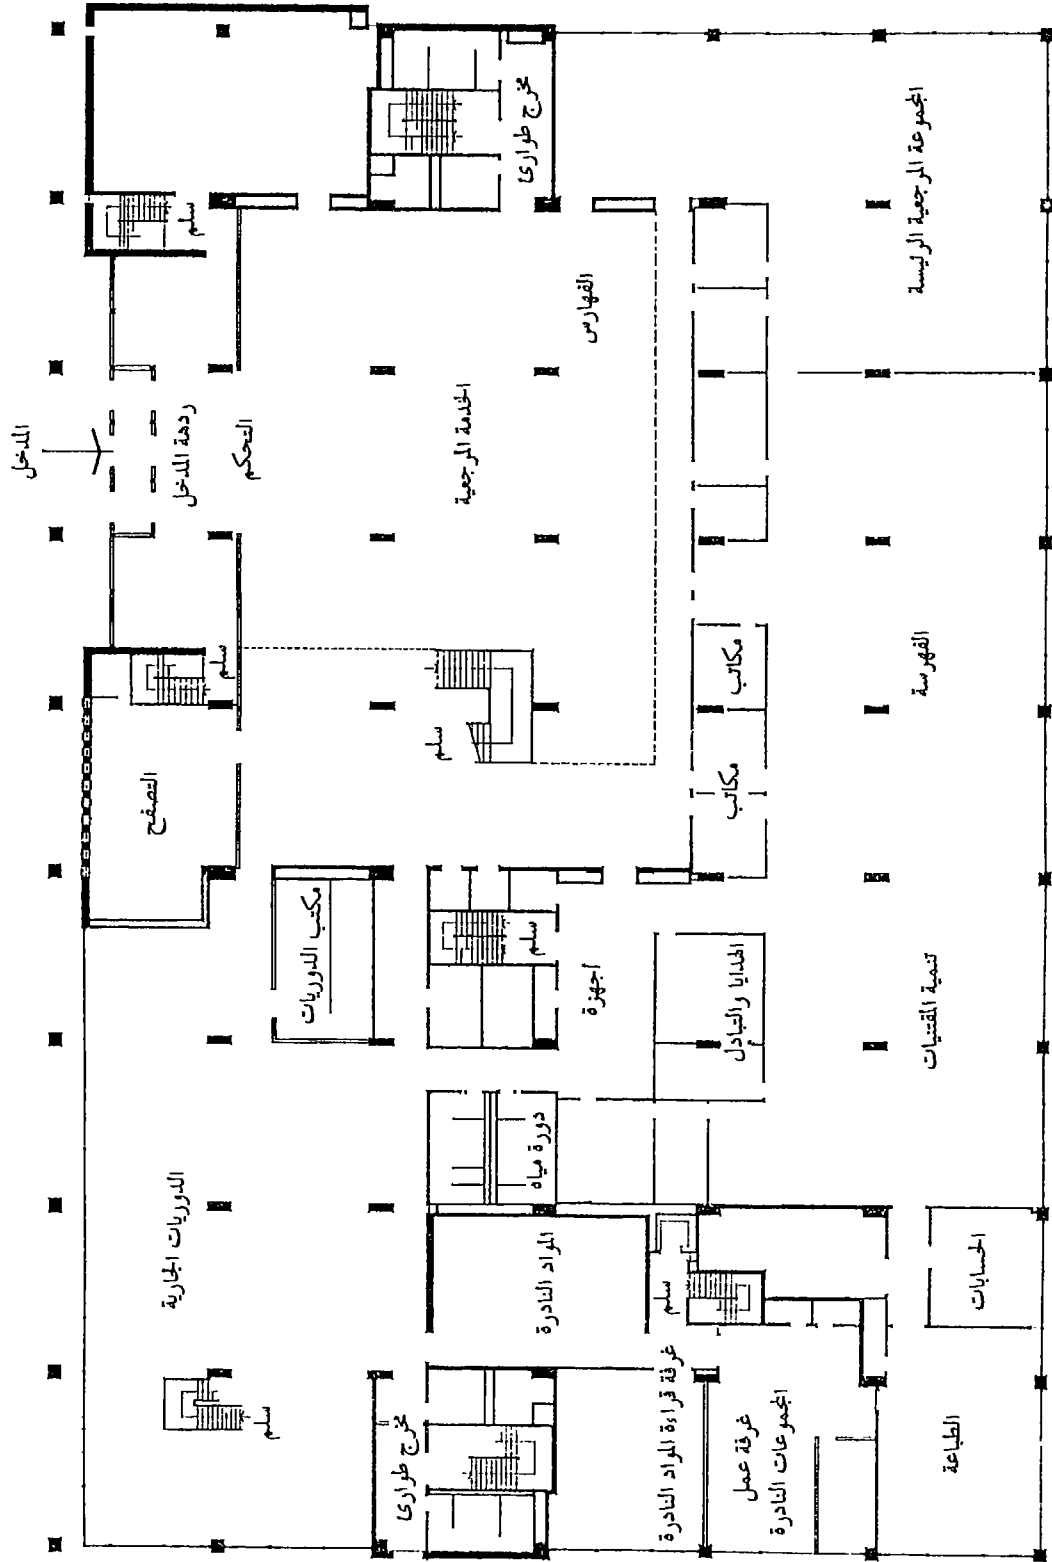 المدخل
ردهة المدخل
التحكم
سلم
مخرج طوارئ
المجموعة المرجعية الرئيسة
الفهارس
الخدمة المرجعية
سلم
التصفح
سلم
مكاتب
مكاتب
الفهرسة
مكتب الدوريات
سلم
أجهزة
الهدايا والتبادل
تنمية المقتنيات
الدوريات الجارية
دورة مياه
المواد النادرة
سلم
الحسابات
سلم
مخرج طوارئ
غرفة قراءة المواد النادرة
غرفة عمل
المجموعات النادرة
الطباعة